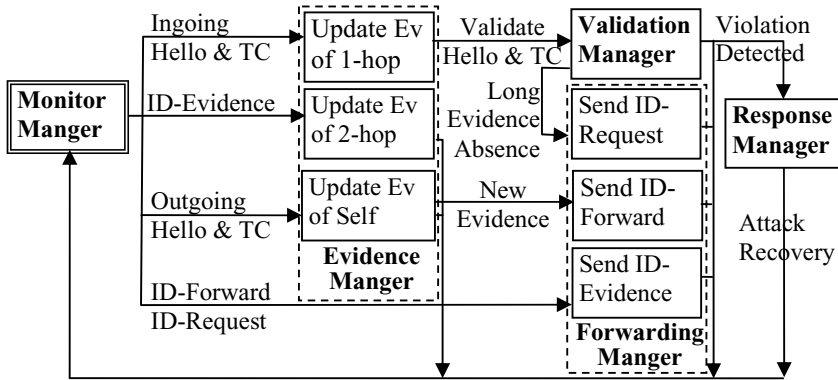 Ingoing
Hello & TC
Update Ev
of 1-hop
Validate
Hello & TC
Validation
Manager
Violation
Detected
Monitor
Manger
ID-Evidence
Update Ev
of 2-hop
Long
Evidence
Absence
Send ID-
Request
Response
Manager
Outgoing
Hello & TC
Update Ev
of Self
New
Evidence
Send ID-
Forward
Attack
Recovery
Evidence
Manger
ID-Forward
ID-Request
Send ID-
Evidence
Forwarding
Manger